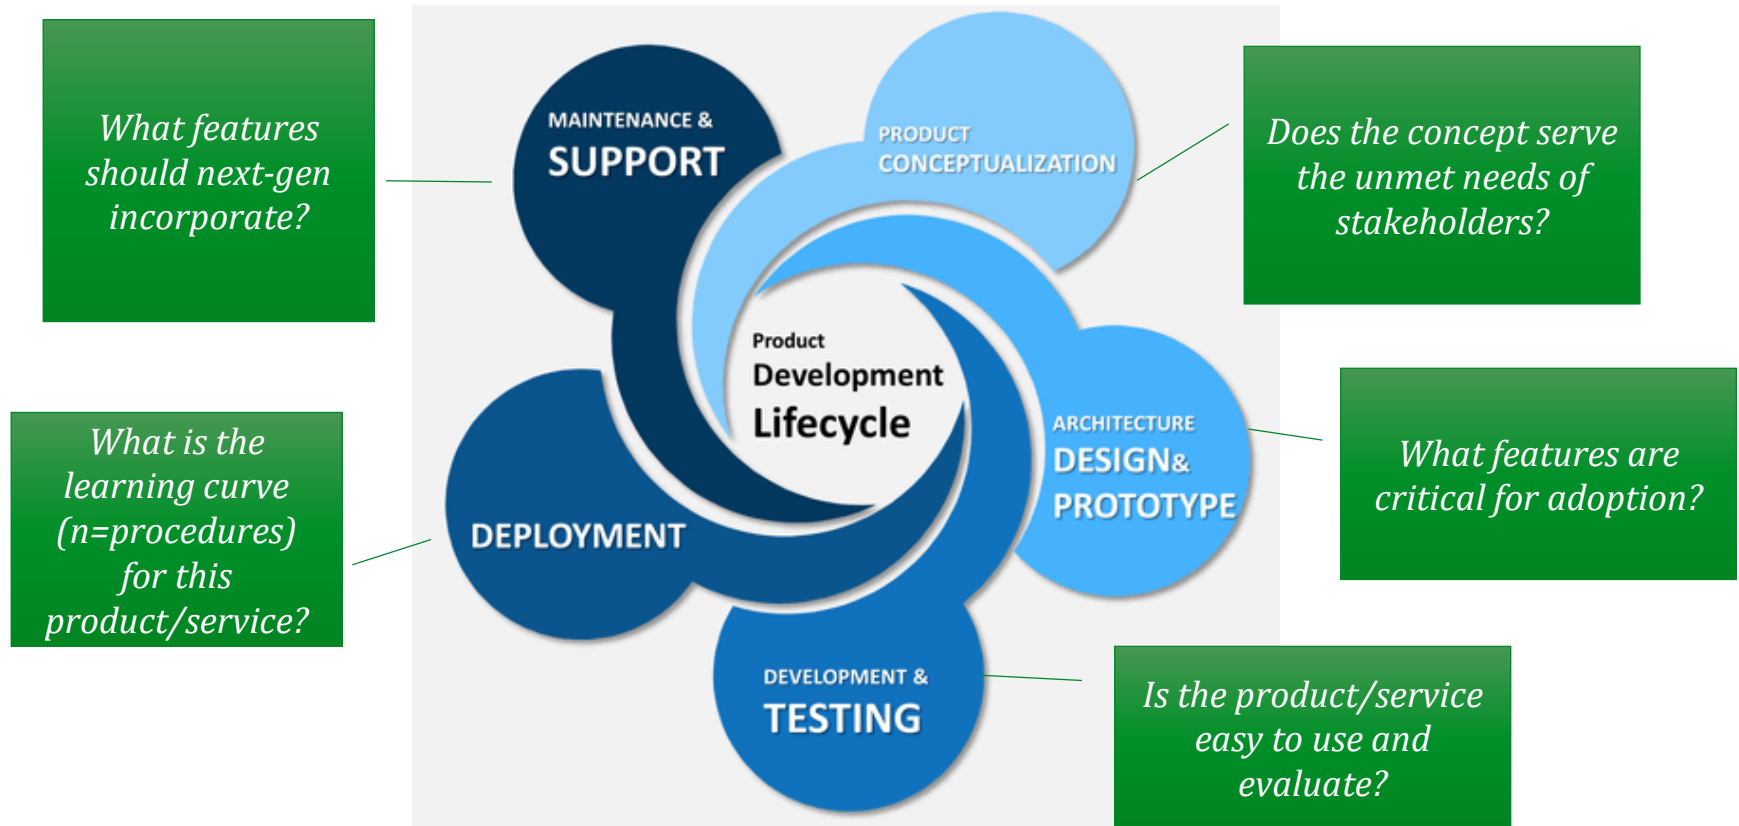 What features
should next-gen
incorporate?
MAINTENANCE &
SUPPORT
PRODUCT
CONCEPTUALIZATION
Does the concept serve
the unmet needs of
stakeholders?
Product
Development
Lifecycle
What is the
learning curve
(n=procedures)
for this
product/service?
DEPLOYMENT
ARCHITECTURE
DESIGN&
PROTOTYPE
What features are
critical for adoption?
DEVELOPMENT &
TESTING
Is the product/service
easy to use and
evaluate?